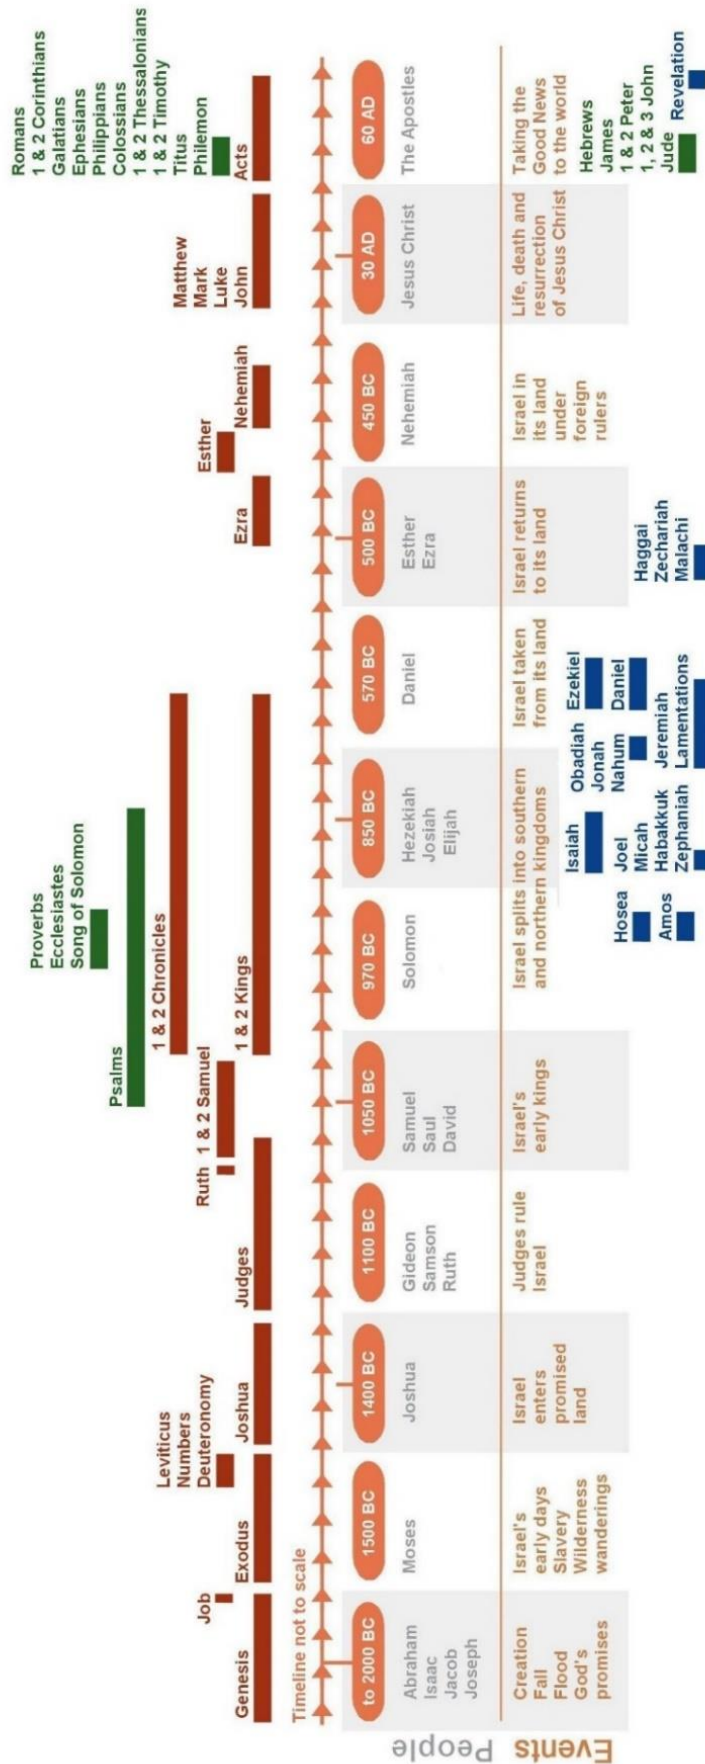 Proverbs
Ecclesiastes
Song of Solomon
Psalms
1 & 2 Chronicles
Romans
1 & 2 Corinthians
Galatians
Ephesians
Philippians
Colossians
1 & 2 Thessalonians
1 & 2 Timothy
Titus
Philemon
Leviticus
Numbers
Deuteronomy
Matthew
Mark
Luke
John
Job
Ruth
1 & 2 Samuel
Esther
Genesis
Exodus
Joshua
Judges
1 & 2 Kings
Ezra
Nehemiah
Acts
Timeline not to scale
to 2000 BC
1500 BC
1400 BC
1100 BC
1050 BC
970 BC
850 BC
570 BC
500 BC
450 BC
30 AD
60 AD
People
Abraham
Isaac
Jacob
Joseph
Moses
Joshua
Gideon
Samson
Ruth
Samuel
Saul
David
Solomon
Hezekiah
Josiah
Elijah
Daniel
Esther
Ezra
Nehemiah
Jesus Christ
The Apostles
Events
Creation
Fall
Flood
God's
promises
Israel's
early days
Slavery
Wilderness
wanderings
Israel
enters
promised
land
Judges rule
Israel
Israel's
early kings
Israel splits into southern
and northern kingdoms
Israel taken
from its land
Israel returns
to its land
Israel in
its land
under
foreign
rulers
Life, death and
resurrection
of Jesus Christ
Taking the
Good News
to the world
Hosea
Amos
Isaiah
Joel
Micah
Habakkuk
Zephaniah
Obadiah
Jonah
Nahum
Jeremiah
Lamentations
Ezekiel
Daniel
Haggai
Zechariah
Malachi
Hebrews
James
1 & 2 Peter
1, 2 & 3 John
Jude
Revelation